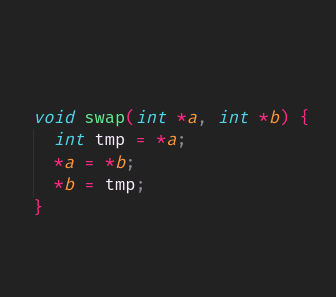 void swap(int *a, int *b) {
  int tmp = *a;
  *a = *b;
  *b = tmp;
}